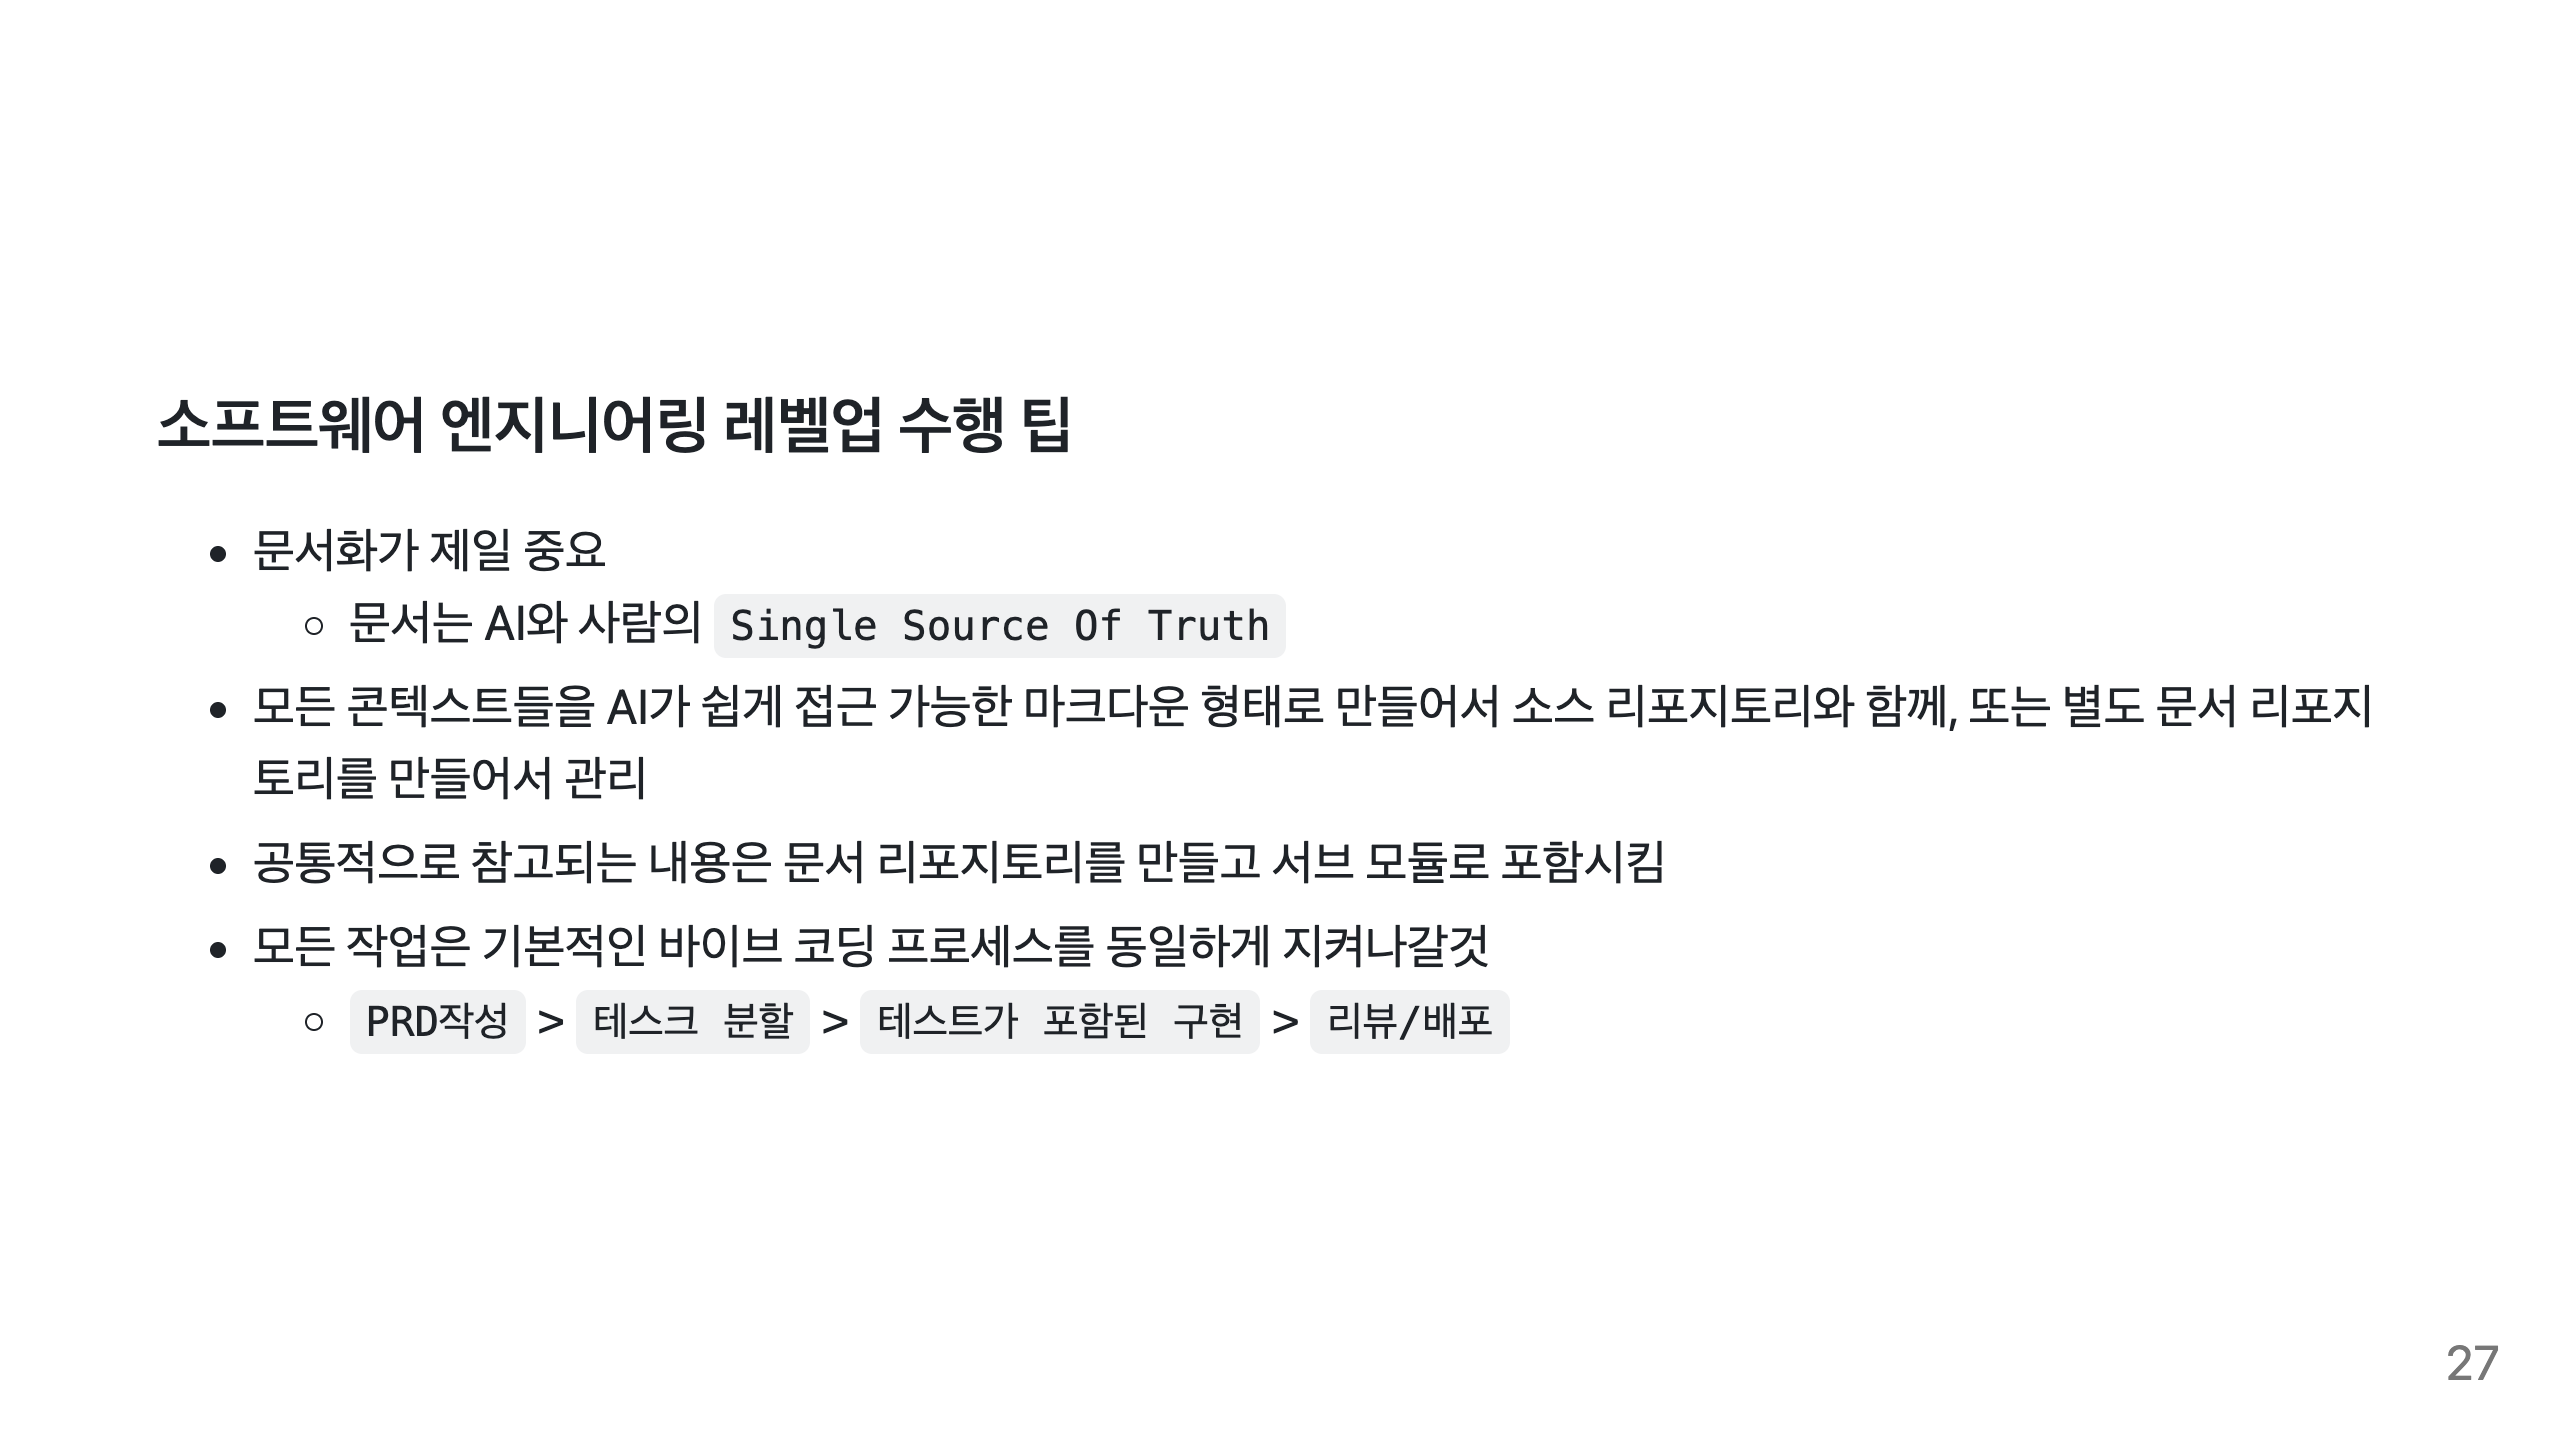 소프트웨어 엔지니어링 레벨업 수행 팁
문서화가 제일 중요
문서는 AI와 사람의 Single Source Of Truth
모든 콘텍스트들을 AI가 쉽게 접근 가능한 마크다운 형태로 만들어서 소스 리포지토리와 함께, 또는 별도 문서 리포지
토리를 만들어서 관리
공통적으로 참고되는 내용은 문서 리포지토리를 만들고 서브 모듈로 포함시킴
모든 작업은 기본적인 바이브 코딩 프로세스를 동일하게 지켜나갈것
PRD작성 > 테스크 분할 > 테스트가 포함된 구현 > 리뷰/배포
27